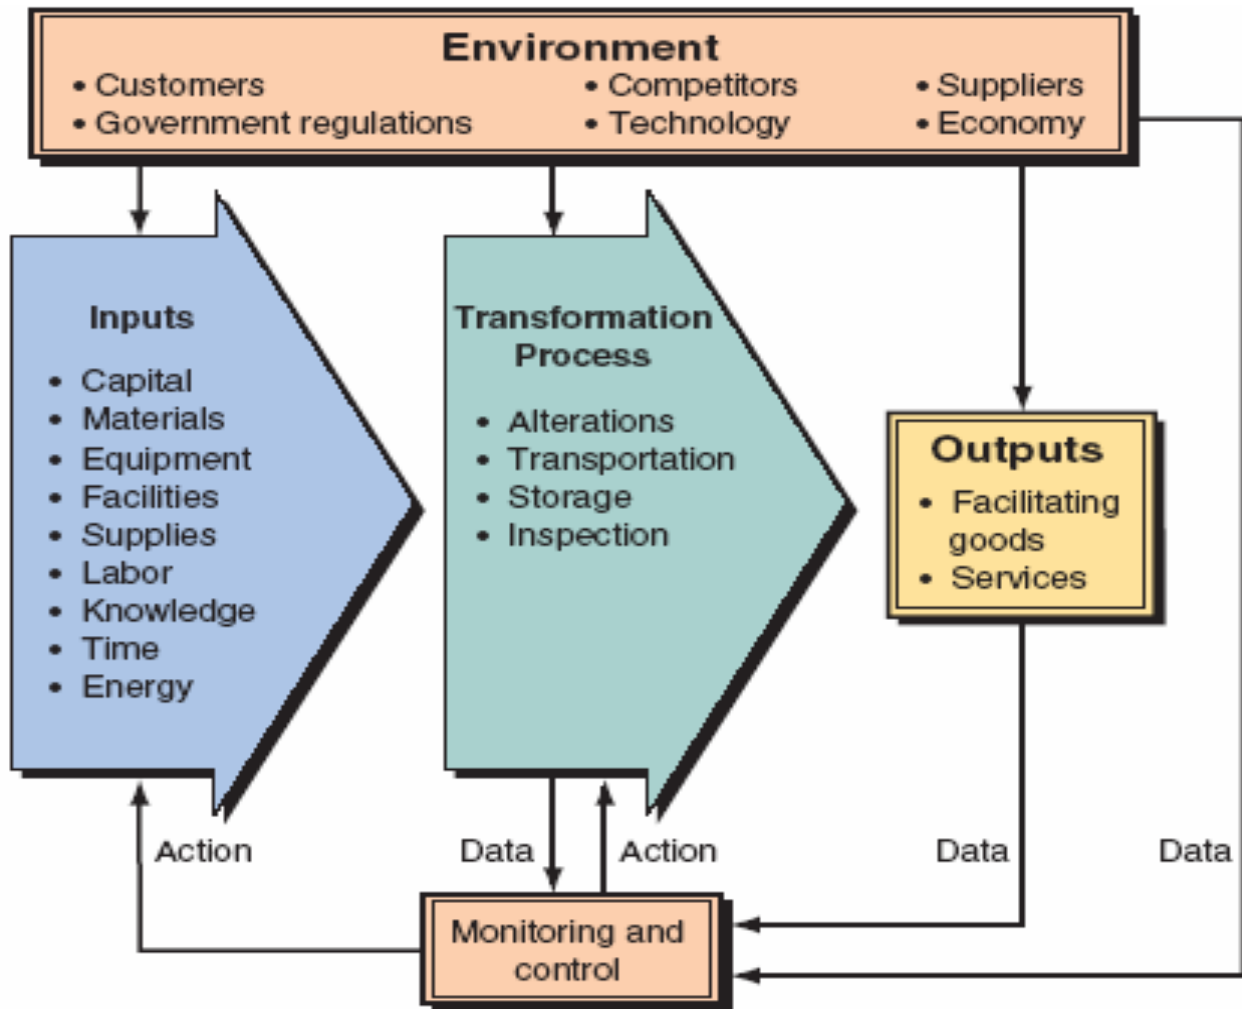 Environment
• Customers • Competitors • Suppliers
• Government regulations • Technology • Economy
Inputs
• Capital
• Materials
• Equipment
• Facilities
• Supplies
• Labor
• Knowledge
• Time
• Energy
Transformation
Process
• Alterations
• Transportation
• Storage
• Inspection
Outputs
• Facilitating
goods
• Services
Action
Data
Action
Data
Data
Monitoring and
control